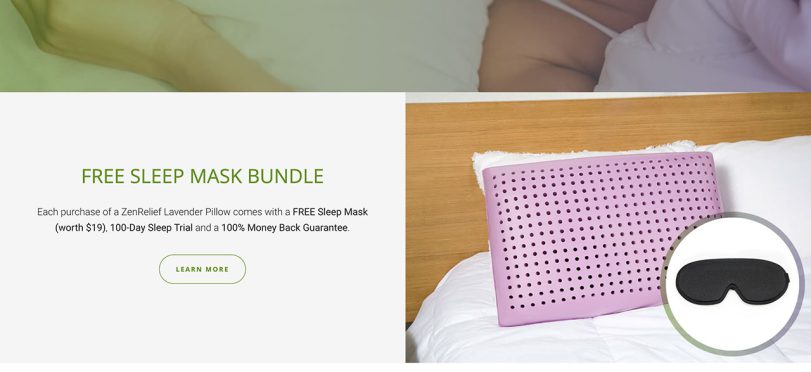 FREE SLEEP MASK BUNDLE
Each purchase of a ZenRelief Lavender Pillow comes with a FREE Sleep Mask
(worth $19), 100-Day Sleep Trial and a 100% Money Back Guarantee.
LEARN MORE